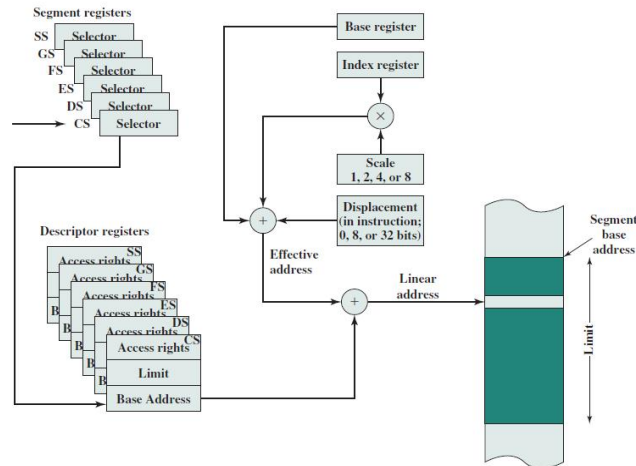 Segment registers
SS Selector
GS Selector
FS Selector
ES Selector
DS Selector
CS Selector
Base register
Index register
×
Scale
1, 2, 4, or 8
Displacement
(in instruction;
0, 8, or 32 bits)
+
Effective
address
+
Linear
address
Segment
base
address
Limit
Descriptor registers
SS
Access rights
GS
Access rights
FS
Access rights
ES
Access rights
DS
Access rights
CS
Access rights
Limit
Base Address
B
B
B
B
B